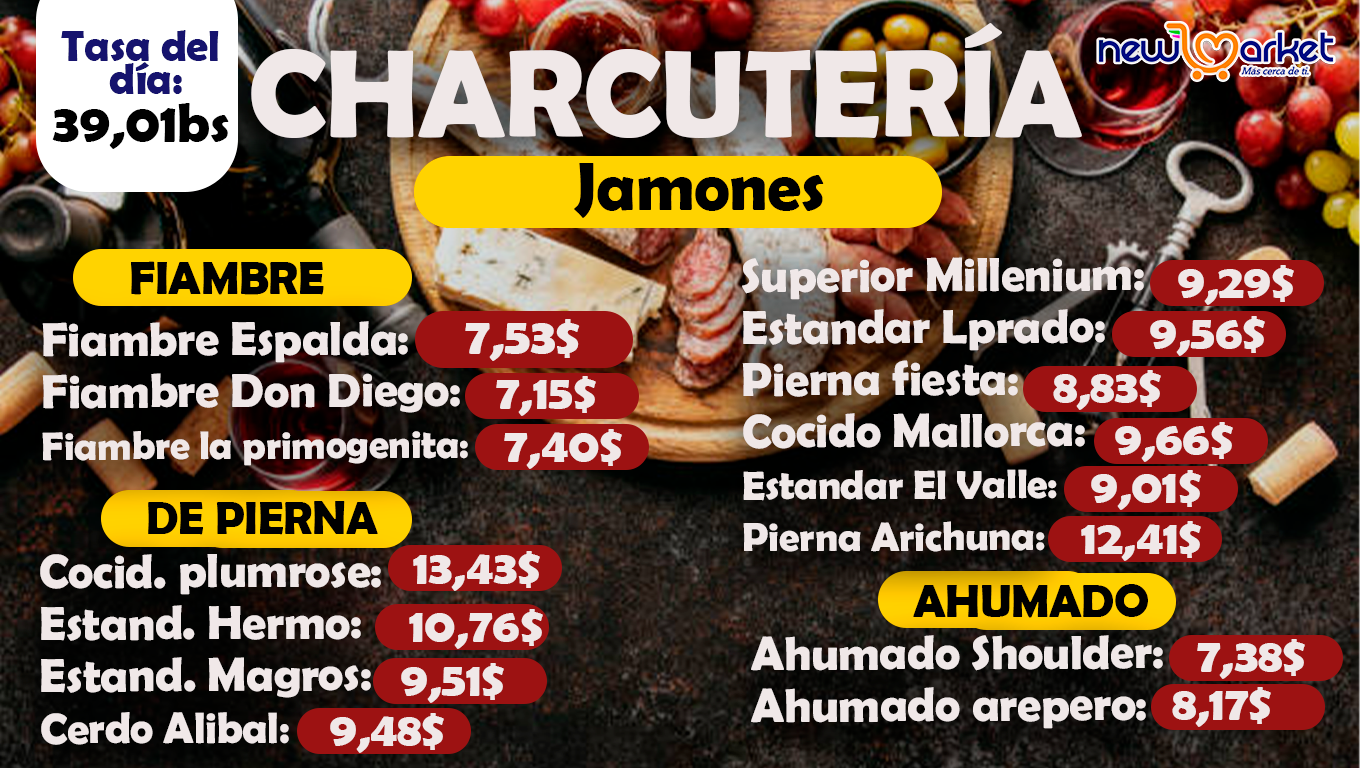 Tasa del
día:
39,01bs
CHARCUTERÍA
new market
Más cerca de ti.
Jamones
FIAMBRE
Fiambre Espalda: 7,53$
Fiambre Don Diego: 7,15$
Fiambre la primogenita: 7,40$
DE PIERNA
Cocid. plumrose: 13,43$
Estand. Hermo: 10,76$
Estand. Magros: 9,51$
Cerdo Alibal: 9,48$
Superior Millenium: 9,29$
Estandar Lprado: 9,56$
Pierna fiesta: 8,83$
Cocido Mallorca: 9,66$
Estandar El Valle: 9,01$
Pierna Arichuna: 12,41$
AHUMADO
Ahumado Shoulder: 7,38$
Ahumado arepero: 8,17$